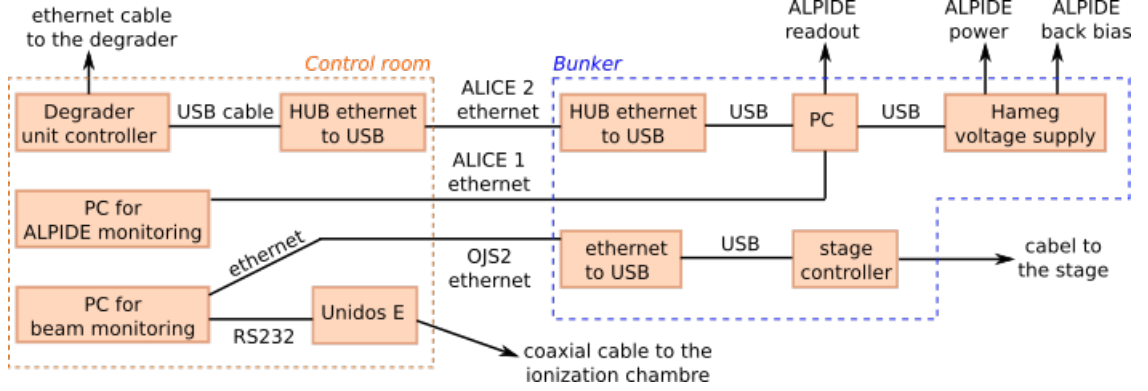 ethernet cable
to the degrader
ALPIDE
readout
ALPIDE
power
ALPIDE
back bias
Control room
Bunker
Degrader
unit controller
USB cable
HUB ethernet
to USB
ALICE 2
ethernet
HUB ethernet
to USB
USB
PC
USB
Hameg
voltage supply
ALICE 1
ethernet
PC for
ALPIDE monitoring
ethernet
OJS2
ethernet
ethernet
to USB
USB
stage
controller
cabel to
the stage
PC for
beam monitoring
RS232
Unidos E
coaxial cable to the
ionization chambre